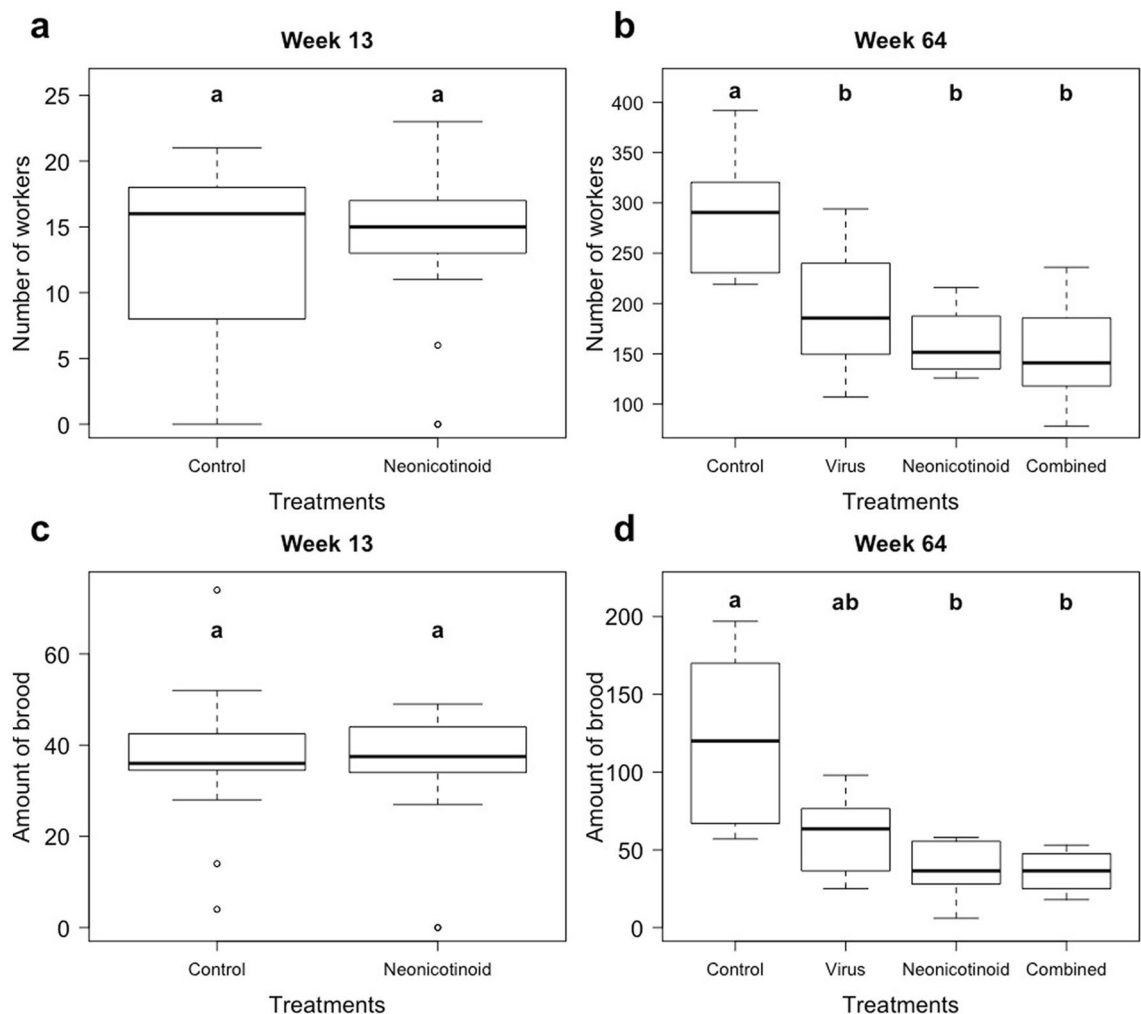 a
Week 13
Number of workers
25
20
15
10
5
0
a a
Control Neonicotinoid
Treatments
b
Week 64
Number of workers
400
350
300
250
200
150
100
a b b b
Control Virus Neonicotinoid Combined
Treatments
c
Week 13
Amount of brood
60
40
20
0
a a
Control Neonicotinoid
Treatments
d
Week 64
Amount of brood
200
150
100
50
0
a ab b b
Control Virus Neonicotinoid Combined
Treatments